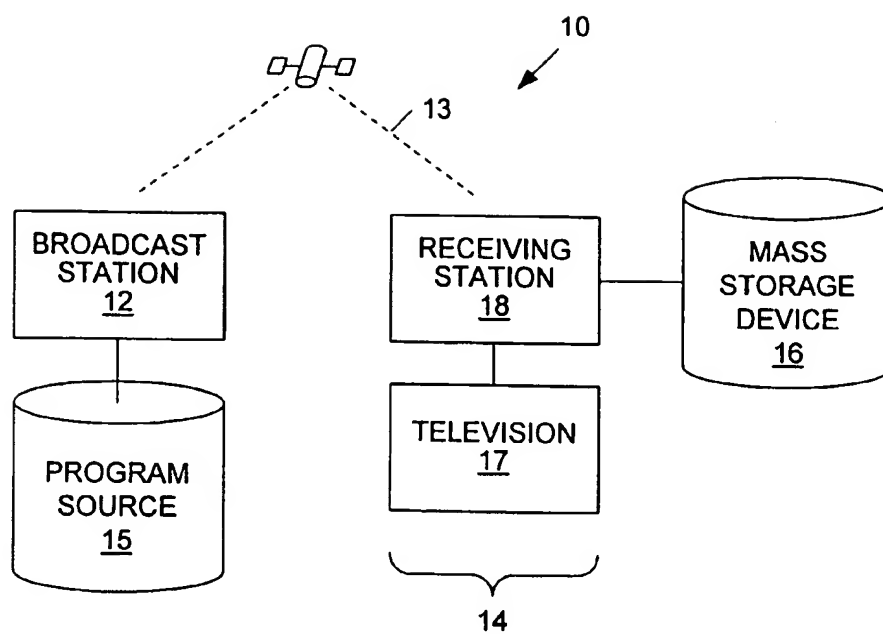 10
13
BROADCAST
STATION
12
RECEIVING
STATION
18
MASS
STORAGE
DEVICE
16
PROGRAM
SOURCE
15
TELEVISION
17
14